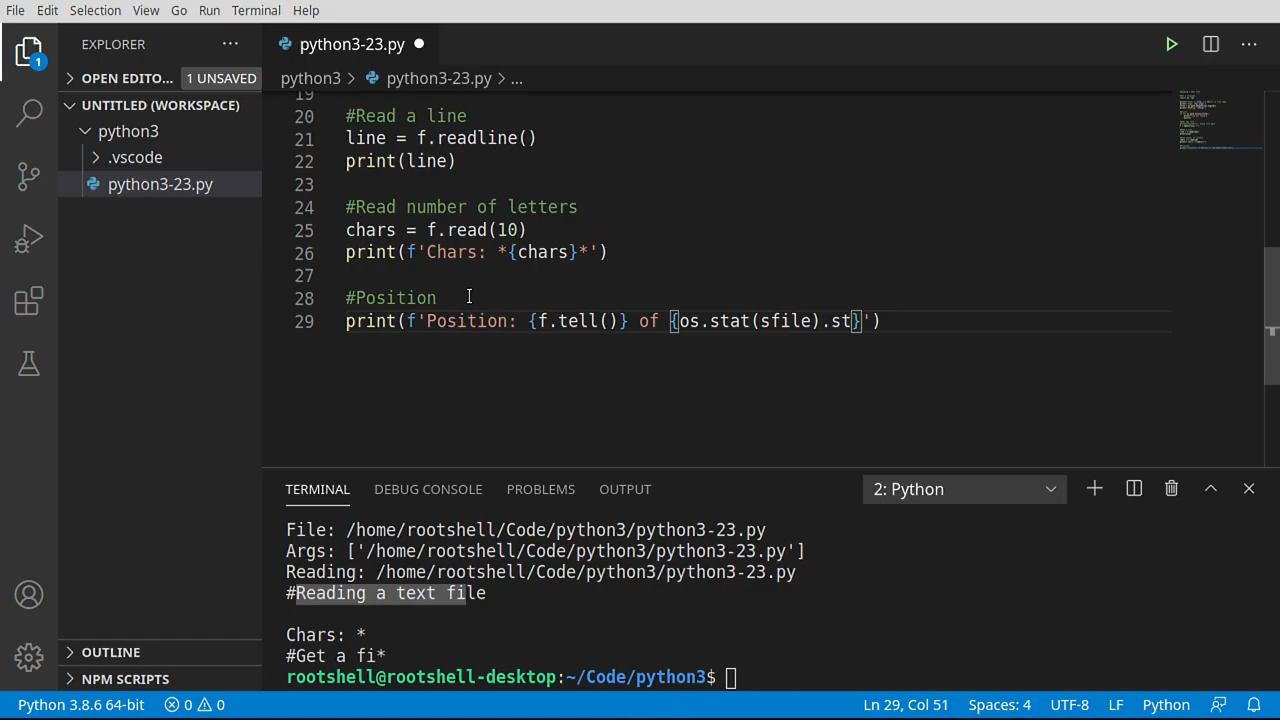 File Edit Selection View Go Run Terminal Help
EXPLORER
OPEN EDITO... 1 UNSAVED
UNTITLED (WORKSPACE)
python3
.vscode
python3-23.py
OUTLINE
NPM SCRIPTS
1
python3-23.py
python3 > python3-23.py > ...
19
20 #Read a line
21 line = f.readline()
22 print(line)
23
24 #Read number of letters
25 chars = f.read(10)
26 print(f'Chars: *{chars}*')
27
28 #Position
29 print(f'Position: {f.tell()} of {os.stat(sfile).st}')
TERMINAL DEBUG CONSOLE PROBLEMS OUTPUT 2: Python
File: /home/rootshell/Code/python3/python3-23.py
Args: ['/home/rootshell/Code/python3/python3-23.py']
Reading: /home/rootshell/Code/python3/python3-23.py
#Reading a text file
Chars: *
#Get a fi*
rootshell@rootshell-desktop:~/Code/python3$
Python 3.8.6 64-bit 0 0 Ln 29, Col 51 Spaces: 4 UTF-8 LF Python